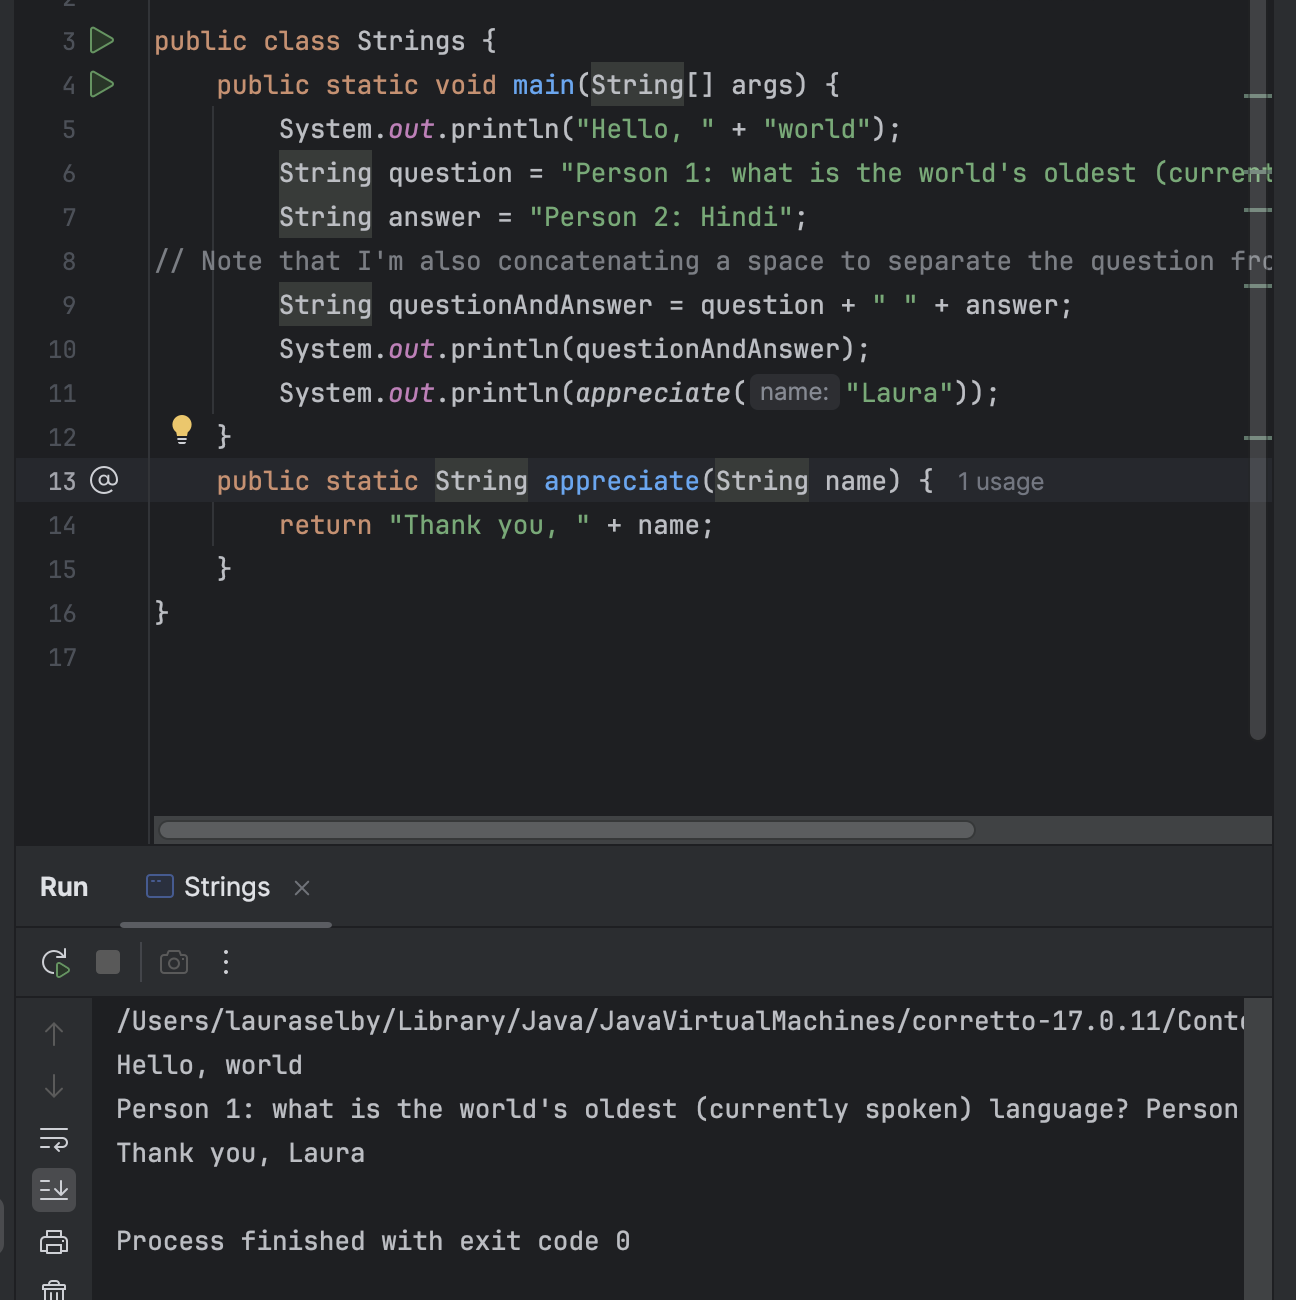 2
3 public class Strings {
4 public static void main(String[] args) {
5 System.out.println("Hello, " + "world");
6 String question = "Person 1: what is the world's oldest (current
7 String answer = "Person 2: Hindi";
8 // Note that I'm also concatenating a space to separate the question fro
9 String questionAndAnswer = question + " " + answer;
10 System.out.println(questionAndAnswer);
11 System.out.println(appreciate( name: "Laura"));
12 }
13 @ public static String appreciate(String name) { 1 usage
14 return "Thank you, " + name;
15 }
16 }
17
Run Strings ×
/Users/lauraselby/Library/Java/JavaVirtualMachines/corretto-17.0.11/Conte
Hello, world
Person 1: what is the world's oldest (currently spoken) language? Person
Thank you, Laura
Process finished with exit code 0